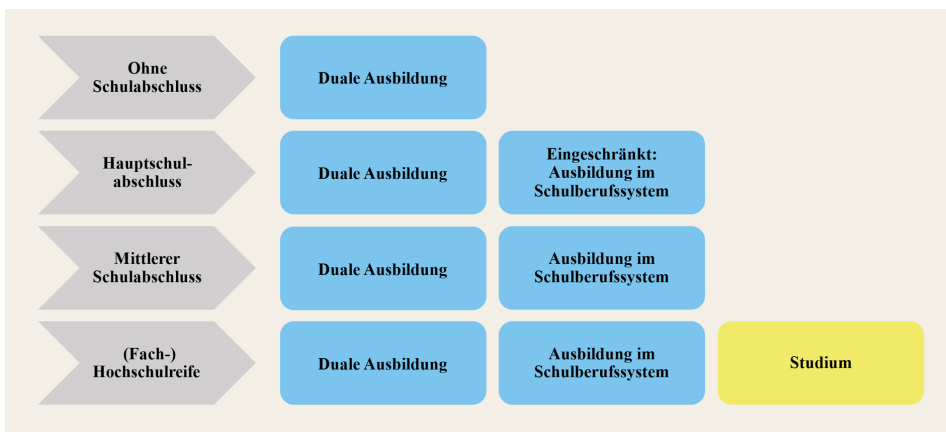 Ohne
Schulabschluss
Duale Ausbildung
Hauptschul-
abschluss
Duale Ausbildung
Eingeschränkt:
Ausbildung im
Schulberufssystem
Mittlerer
Schulabschluss
Duale Ausbildung
Ausbildung im
Schulberufssystem
(Fach-)
Hochschulreife
Duale Ausbildung
Ausbildung im
Schulberufssystem
Studium